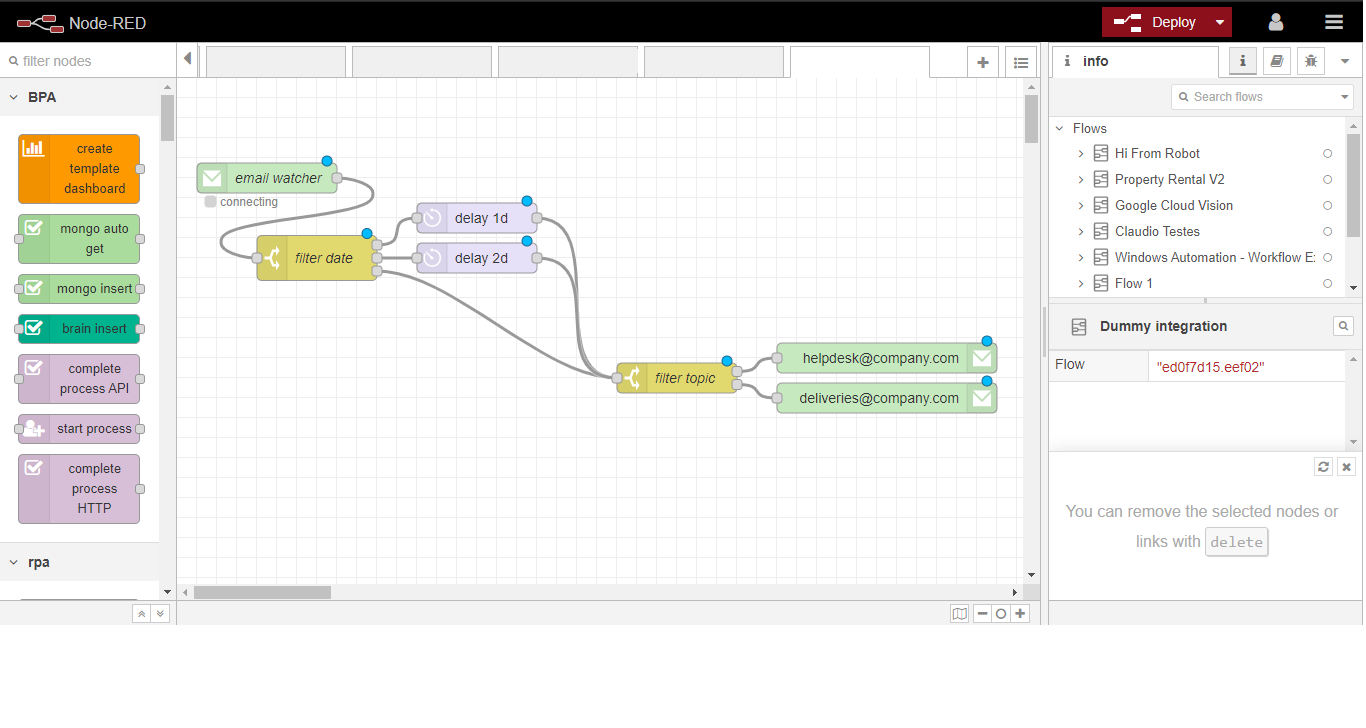 Node-RED
Deploy
filter nodes
info
BPA
Search flows
create
template
dashboard
mongo auto
get
mongo insert
brain insert
complete
process API
start process
complete
process
HTTP
rpa
email watcher
connecting
filter date
delay 1d
delay 2d
filter topic
helpdesk@company.com
deliveries@company.com
Flows
Hi From Robot
Property Rental V2
Google Cloud Vision
Claudio Testes
Windows Automation - Workflow E
Flow 1
Dummy integration
Flow "ed0f7d15.eef02"
You can remove the selected nodes or
links with delete